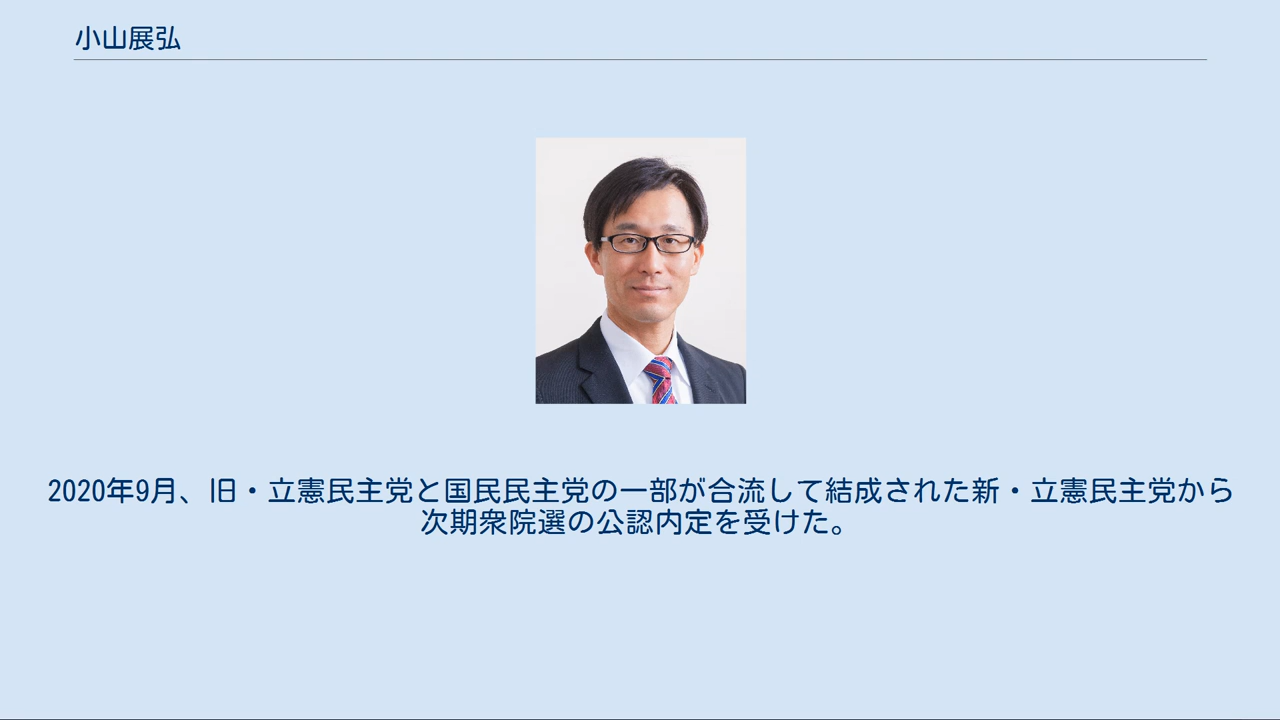 小山展弘
2020年9月、旧・立憲民主党と国民民主党の一部が合流して結成された新・立憲民主党から
次期衆院選の公認内定を受けた。